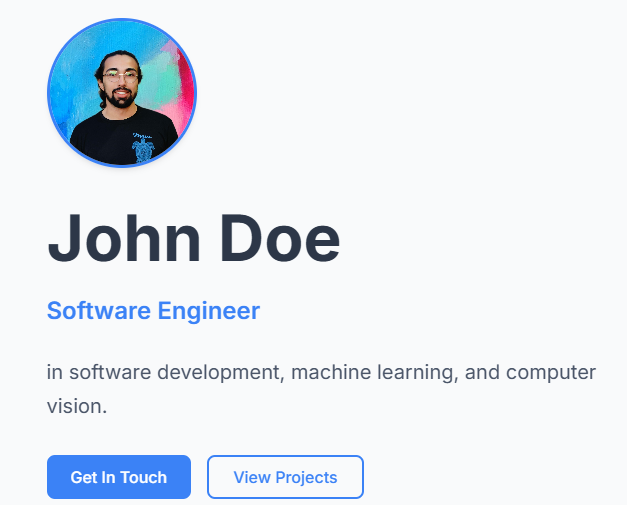 John Doe
Software Engineer
in software development, machine learning, and computer
vision.
Get In Touch
View Projects